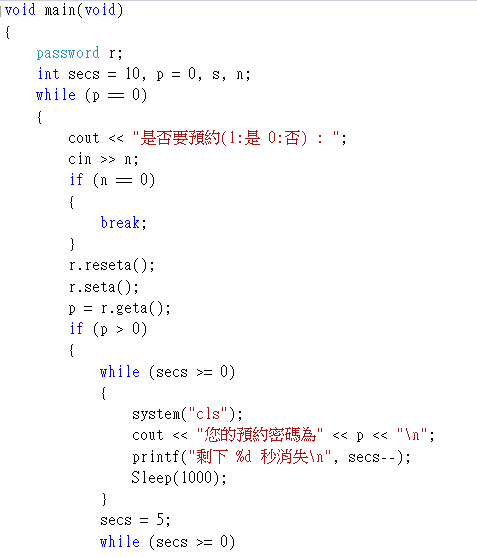 void main(void)
{
password r;
int secs = 10, p = 0, s, n;
while (p == 0)
{
cout << "是否要預約(1:是 0:否) : ";
cin >> n;
if (n == 0)
{
break;
}
r.reseta();
r.seta();
p = r.geta();
if (p > 0)
{
while (secs >= 0)
{
system("cls");
cout << "您的預約密碼為" << p << "\n";
printf("剩下 %d 秒消失\n", secs--);
Sleep(1000);
}
secs = 5;
while (secs >= 0)